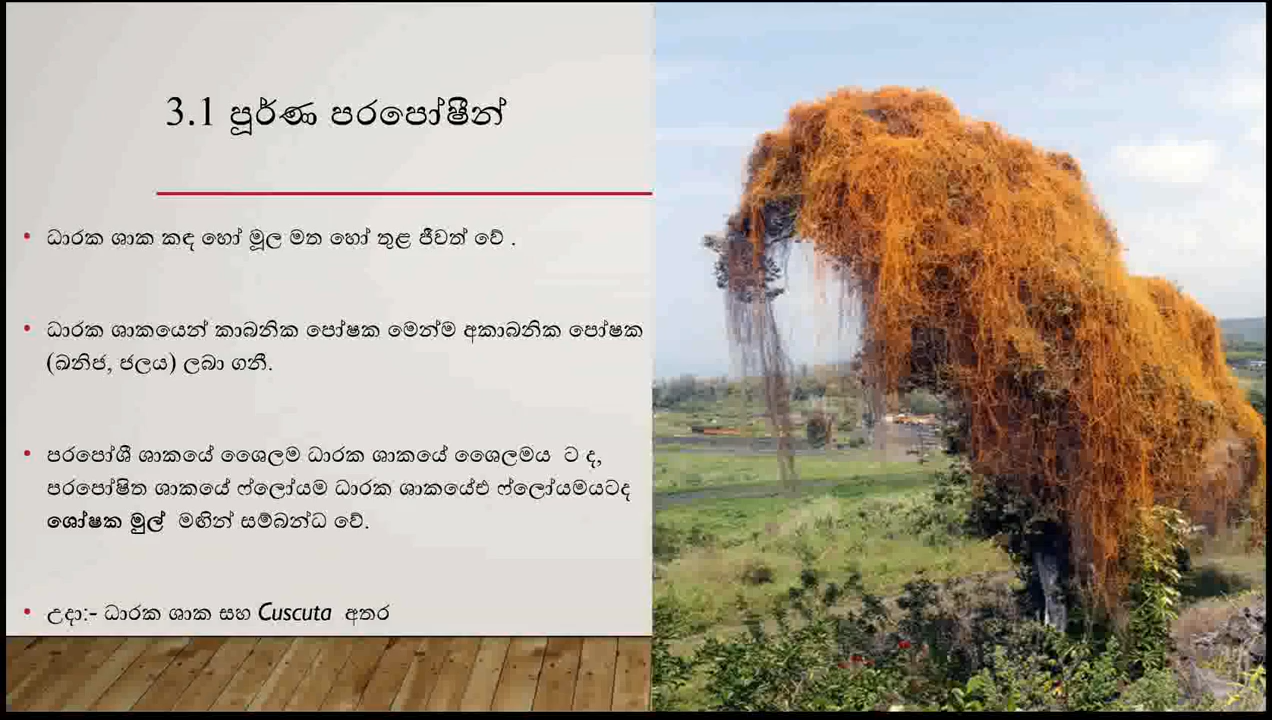 3.1 පූර්ණ පරපෝෂීන්
• ධාරක ශාක කඳ හෝ මූල මත හෝ තුළ ජීවත් වේ .
• ධාරක ශාකයෙන් කාබනික පෝෂක මෙන්ම අකාබනික පෝෂක
(ඛනිජ, ජලය) ලබා ගනී.
• පරපෝශී ශාකයේ ශෛලම ධාරක ශාකයේ ශෛලමය ට ද,
පරපෝෂිත ශාකයේ ෆ්ලෝයම ධාරක ශාකයේඑ ෆ්ලෝයමයටද
ශෝෂක මුල් මඟින් සම්බන්ධ වේ.
• උදා:- ධාරක ශාක සහ Cuscuta අතර